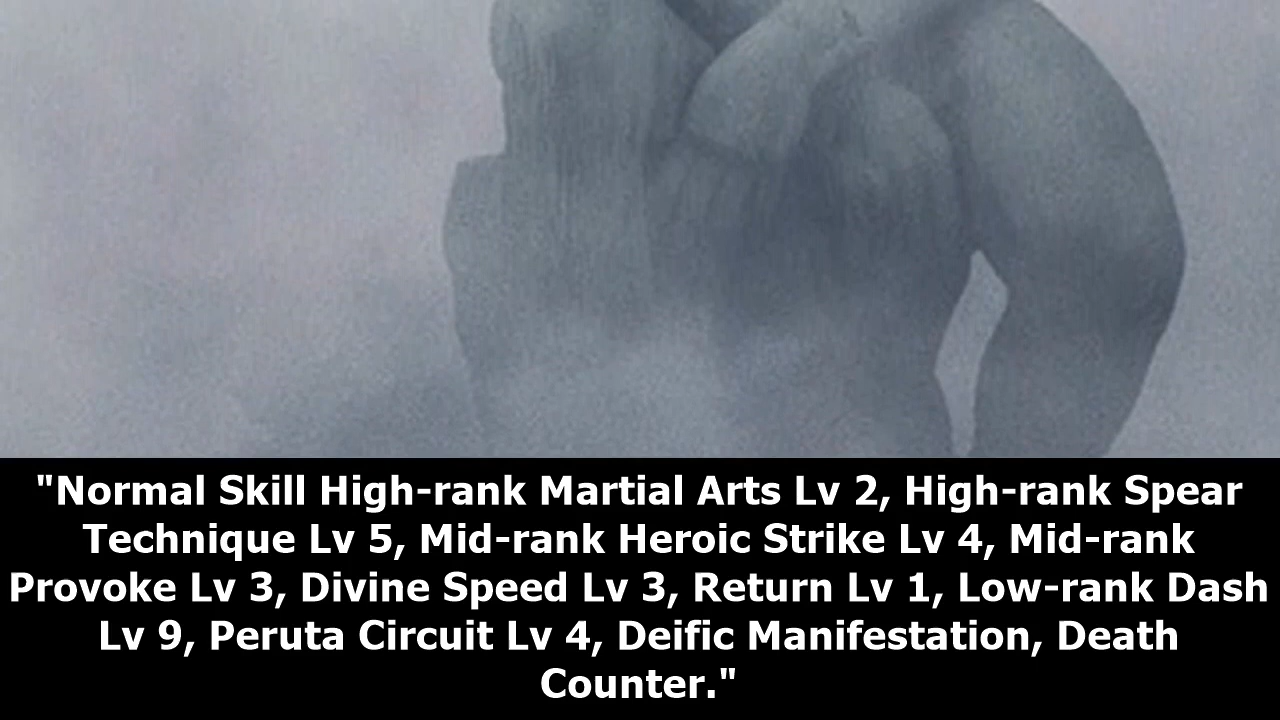 "Normal Skill High-rank Martial Arts Lv 2, High-rank Spear
Technique Lv 5, Mid-rank Heroic Strike Lv 4, Mid-rank
Provoke Lv 3, Divine Speed Lv 3, Return Lv 1, Low-rank Dash
Lv 9, Peruta Circuit Lv 4, Deific Manifestation, Death
Counter."